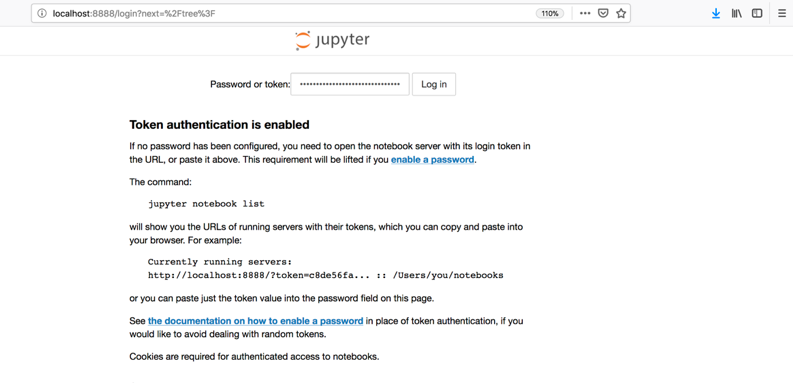 localhost:8888/login?next=%2Ftree%3F
110%
jupyter
Password or token:
Log in
Token authentication is enabled
If no password has been configured, you need to open the notebook server with its login token in
the URL, or paste it above. This requirement will be lifted if you enable a password.
The command:
jupyter notebook list
will show you the URLs of running servers with their tokens, which you can copy and paste into
your browser. For example:
Currently running servers:
http://localhost:8888/?token=c8de56fa... :: /Users/you/notebooks
or you can paste just the token value into the password field on this page.
See the documentation on how to enable a password in place of token authentication, if you
would like to avoid dealing with random tokens.
Cookies are required for authenticated access to notebooks.